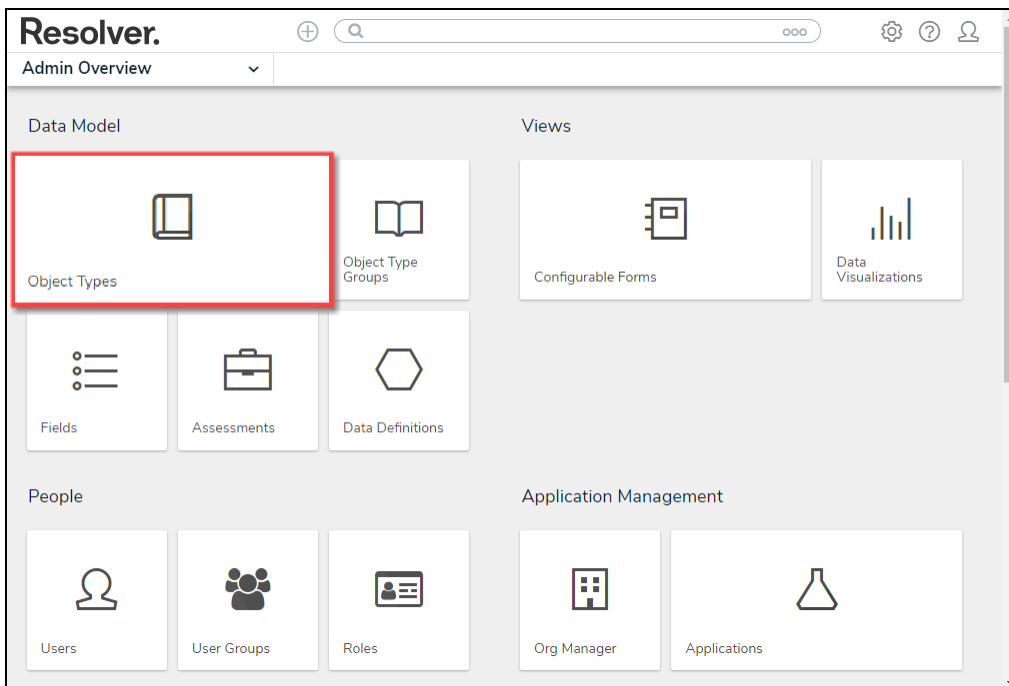 Resolver.
ooo
Admin Overview
Data Model
Views
Object Types
Object Type
Groups
Configurable Forms
Data
Visualizations
Fields
Assessments
Data Definitions
People
Application Management
Users
User Groups
Roles
Org Manager
Applications